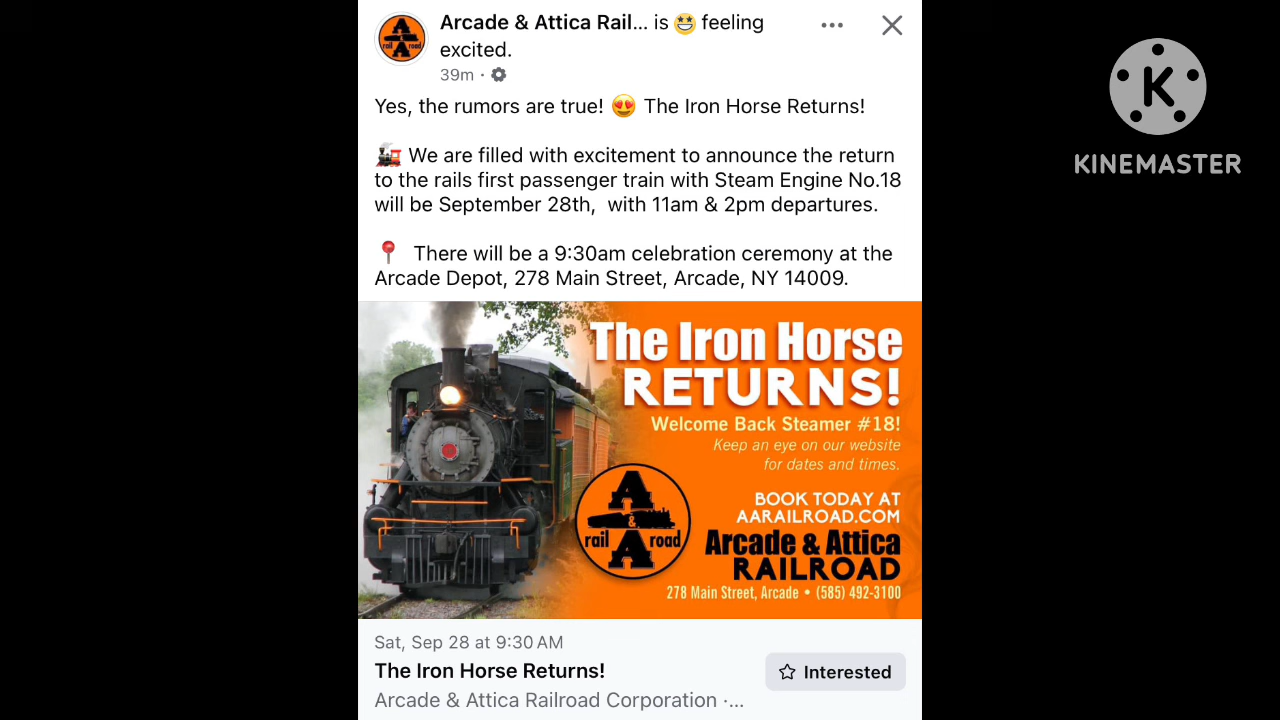 Arcade & Attica Rail... is 🤩 feeling
excited.
39m ·
Yes, the rumors are true! 😍 The Iron Horse Returns!
🚂 We are filled with excitement to announce the return
to the rails first passenger train with Steam Engine No.18
will be September 28th,  with 11am & 2pm departures.
📍 There will be a 9:30am celebration ceremony at the
Arcade Depot, 278 Main Street, Arcade, NY 14009.
The Iron Horse
RETURNS!
Welcome Back Steamer #18!
Keep an eye on our website
for dates and times.
BOOK TODAY AT
AARAILROAD.COM
Arcade & Attica
RAILROAD
278 Main Street, Arcade • (585) 492-3100
A
&
rail road
A
Sat, Sep 28 at 9:30 AM
The Iron Horse Returns!
Arcade & Attica Railroad Corporation ·...
Interested
K
KINEMASTER